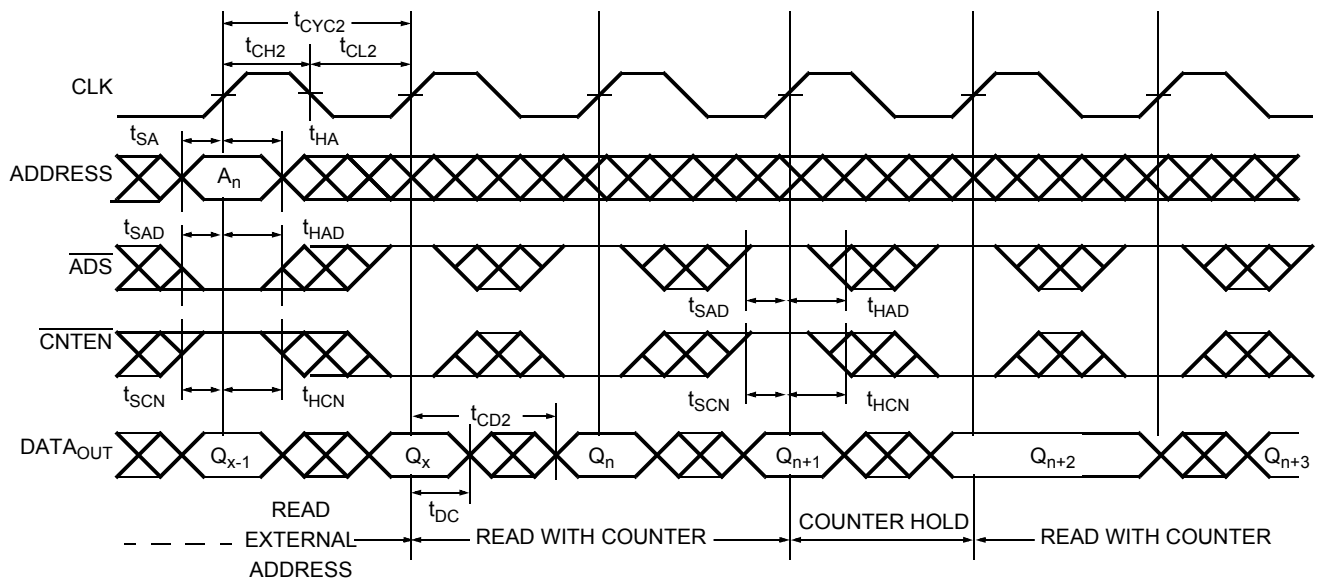 tCYC2
tCH2
tCL2
CLK
tSA
tHA
ADDRESS
An
tSAD
tHAD
ADS
tSAD
tHAD
CNTEN
tSCN
tHCN
tSCN
tHCN
tCD2
DATAOUT
Qx-1
Qx
Qn
Qn+1
Qn+2
Qn+3
tDC
READ
EXTERNAL
ADDRESS
READ WITH COUNTER
COUNTER HOLD
READ WITH COUNTER